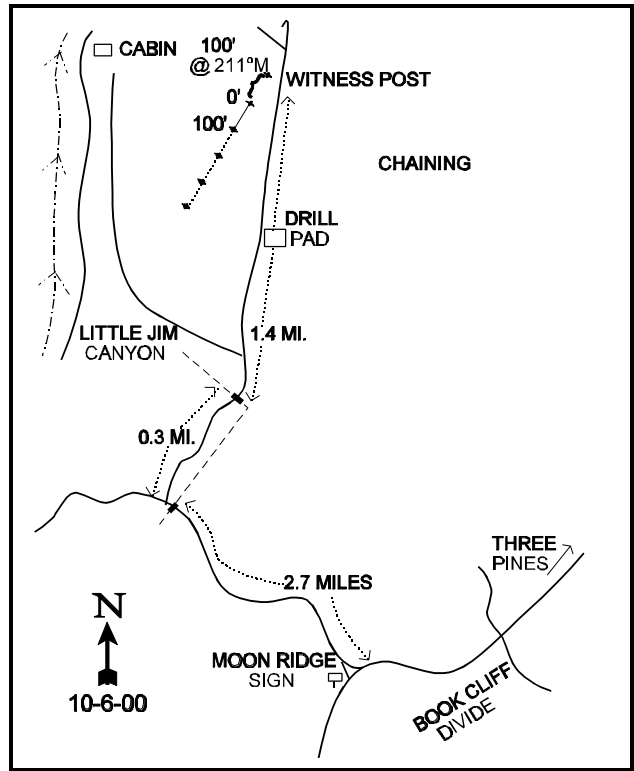 CABIN
100'
@ 211°M
WITNESS POST
0'
100'
CHAINING
DRILL
PAD
LITTLE JIM
CANYON
1.4 MI.
0.3 MI.
THREE
PINES
2.7 MILES
N
MOON RIDGE
SIGN
BOOK CLIFF
DIVIDE
10-6-00